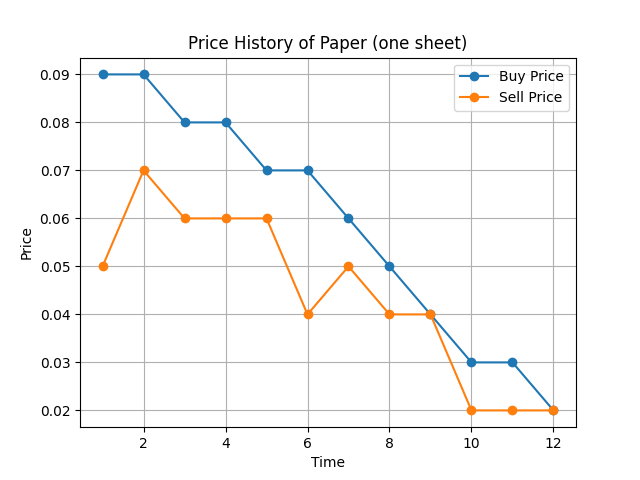 Price History of Paper (one sheet)
Buy Price
Sell Price
Price
0.09
0.08
0.07
0.06
0.05
0.04
0.03
0.02
2 4 6 8 10 12
Time